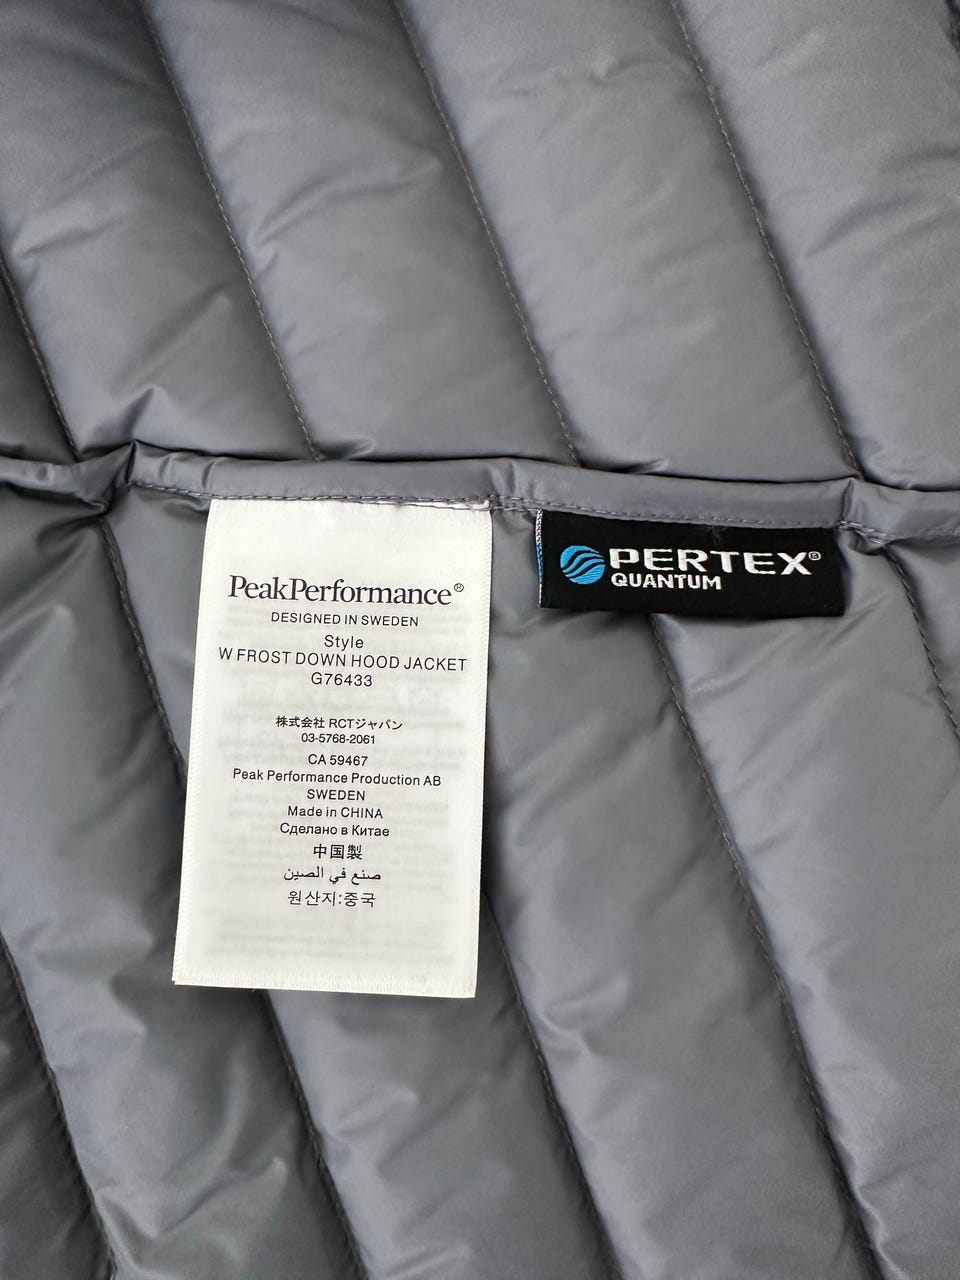 PeakPerformance®
DESIGNED IN SWEDEN
Style
W FROST DOWN HOOD JACKET
G76433
株式会社 RCTジャパン
03-5768-2061
CA 59467
Peak Performance Production AB
SWEDEN
Made in CHINA
Сделано в Китае
中国製
صنع في الصين
원산지:중국
PERTEX®
QUANTUM